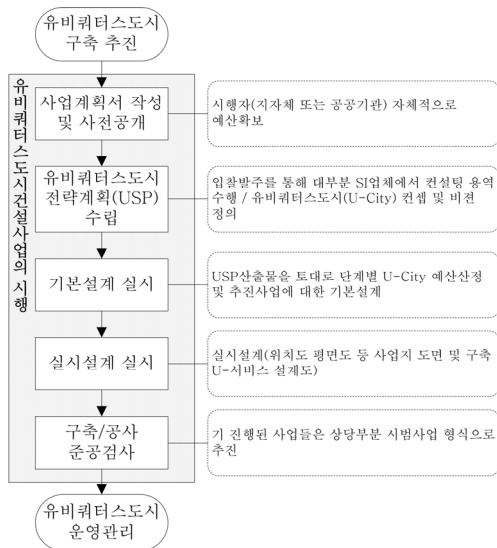 유비쿼터스도시
구축 추진
유비쿼터스도시건설사업의 시행
사업계획서 작성
및 사전공개
시행자(지자체 또는 공공기관) 자체적으로
예산확보
유비쿼터스도시
전략계획(USP)
수립
입찰발주를 통해 대부분 SI업체에서 컨설팅 용역
수행 / 유비쿼터스도시(U-City) 컨셉 및 비젼
정의
기본설계 실시
USP산출물을 토대로 단계별 U-City 예산산정
및 추진사업에 대한 기본설계
실시설계 실시
실시설계(위치도 평면도 등 사업지 도면 및 구축
U-서비스 설계도)
구축/공사
준공검사
기 진행된 사업들은 상당부분 시범사업 형식으로
추진
유비쿼터스도시
운영관리